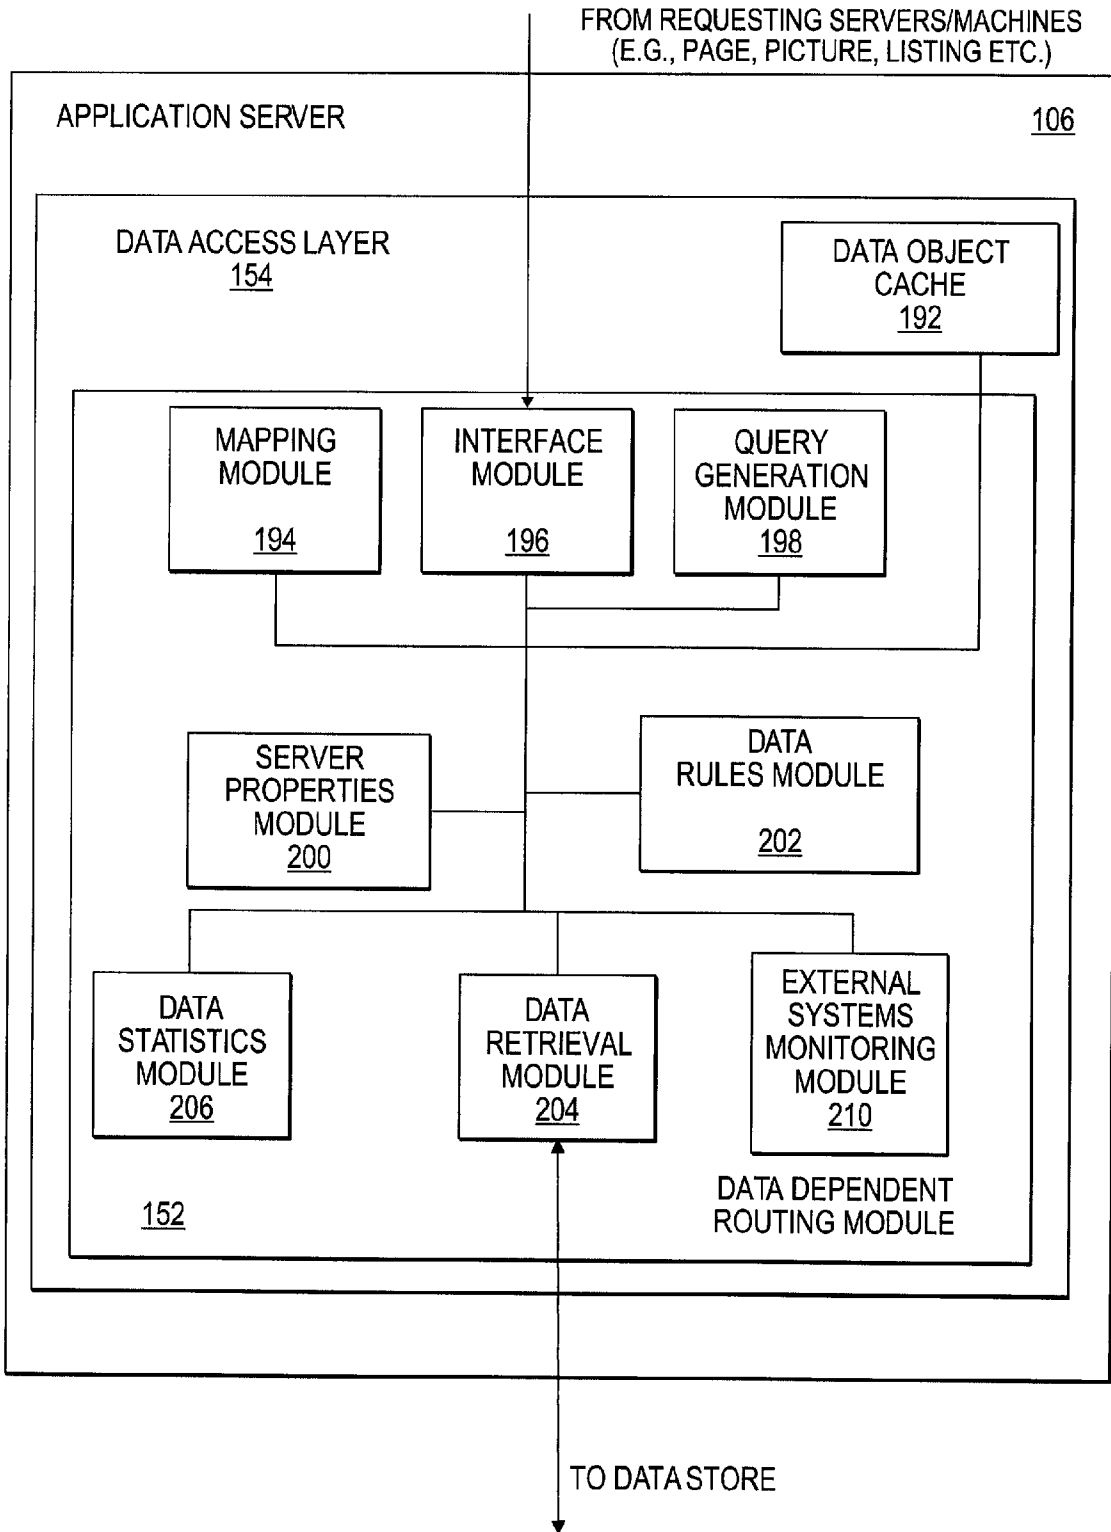 FROM REQUESTING SERVERS/MACHINES
(E.G., PAGE, PICTURE, LISTING ETC.)
APPLICATION SERVER
106
DATA ACCESS LAYER
154
DATA OBJECT
CACHE
192
MAPPING
MODULE
194
INTERFACE
MODULE
196
QUERY
GENERATION
MODULE
198
SERVER
PROPERTIES
MODULE
200
DATA
RULES MODULE
202
DATA
STATISTICS
MODULE
206
DATA
RETRIEVAL
MODULE
204
EXTERNAL
SYSTEMS
MONITORING
MODULE
210
152
DATA DEPENDENT
ROUTING MODULE
TO DATA STORE